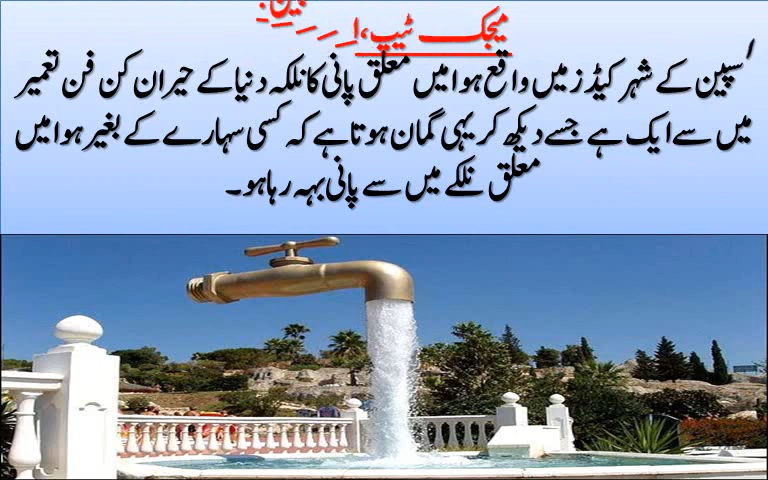 میجک ٹیپ،
اسپین کے شہر کیڈز میں واقع ہوا میں معلق پانی کا نلکہ دنیا کے حیران کن فن تعمیر
میں سے ایک ہے جسے دیکھ کر یہی گمان ہوتا ہے کہ کسی سہارے کے بغیر ہوا میں
معلق نلکے میں سے پانی بہہ رہا ہو۔